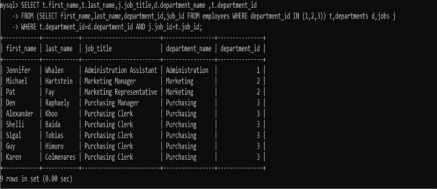 mysql> SELECT t.first_name,t.last_name,j.job_title,d.department_name ,t.department_id
    -> FROM (SELECT first_name,last_name,department_id,job_id FROM employees WHERE department_id IN (1,2,3)) t,departments d,jobs j
    -> WHERE t.department_id=d.department_id AND j.job_id=t.job_id;
| first_name | last_name | job_title | department_name | department_id |
| Jennifer | Whalen | Administration Assistant | Administration | 1 |
| Michael | Hartstein | Marketing Manager | Marketing | 2 |
| Pat | Fay | Marketing Representative | Marketing | 2 |
| Den | Raphaely | Purchasing Manager | Purchasing | 3 |
| Alexander | Khoo | Purchasing Clerk | Purchasing | 3 |
| Shelli | Baida | Purchasing Clerk | Purchasing | 3 |
| Sigal | Tobias | Purchasing Clerk | Purchasing | 3 |
| Guy | Himuro | Purchasing Clerk | Purchasing | 3 |
| Karen | Colmenares | Purchasing Clerk | Purchasing | 3 |
9 rows in set (0.00 sec)